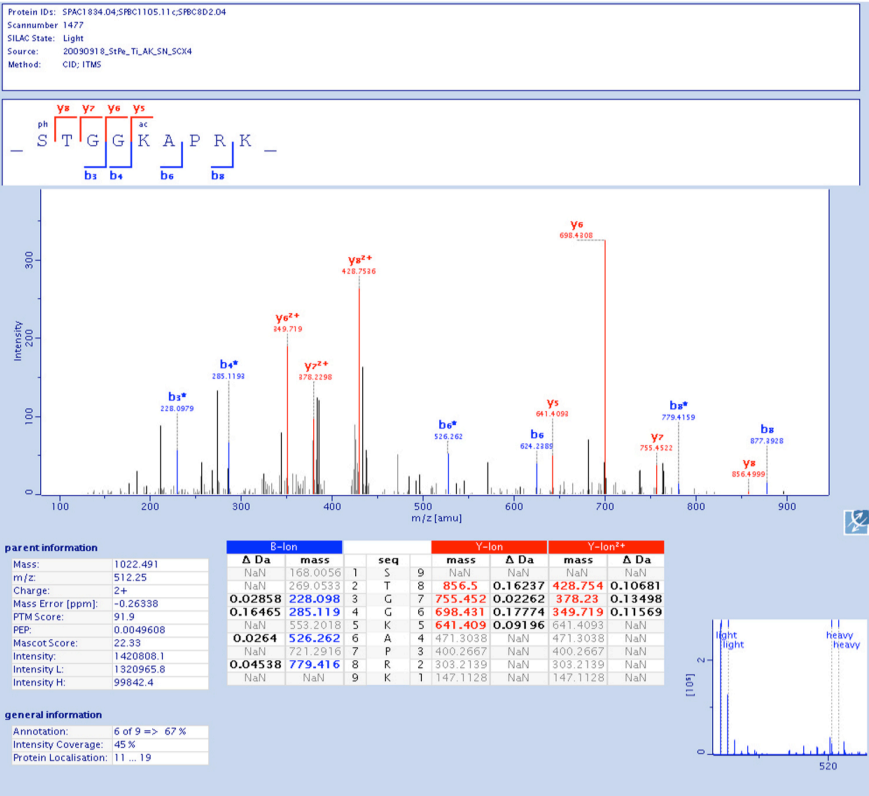 Protein IDs: SPAC1834.04;SPBC1105.11c;SPBC8D2.04
Scannumber 1477
SILAC State: Light
Source: 20090918_StPe_Ti_AK_SN_SCX4
Method: CID; ITMS
y8 y7 y6 y5
ph ac
_ S T G G K A P R K _
b3 b4 b6 b8
y6
698.4308
y8²⁺
428.7536
y6²⁺
349.719
y7²⁺
378.2298
b4*
285.1193
b3*
228.0979
b6*
526.262
b6
624.2389
y5
641.4093
y7
755.4522
b8*
779.4159
b8
877.3928
y8
856.4999
Intensity
300
200
100
0
100 200 300 400 500 600 700 800 900
m/z [amu]
parent information
Mass: 1022.491
m/z: 512.25
Charge: 2+
Mass Error [ppm]: -0.26338
PTM Score: 91.9
PEP: 0.0049608
Mascot Score: 22.33
Intensity: 1420808.1
Intensity L: 1320965.8
Intensity H: 99842.4
general information
Annotation: 6 of 9 => 67 %
Intensity Coverage: 45 %
Protein Localisation: 11 ... 19
B-Ion Y-Ion Y-Ion²⁺
Δ Da mass seq mass Δ Da mass Δ Da
NaN 168.0056 1 S 9 NaN NaN NaN NaN
NaN 269.0533 2 T 8 856.5 0.16237 428.754 0.10681
0.02858 228.098 3 G 7 755.452 0.02262 378.23 0.13498
0.16465 285.119 4 G 6 698.431 0.17774 349.719 0.11569
NaN 553.2018 5 K 5 641.409 0.09196 641.4093 NaN
0.0264 526.262 6 A 4 471.3038 NaN 471.3038 NaN
NaN 721.2916 7 P 3 400.2667 NaN 400.2667 NaN
0.04538 779.416 8 R 2 303.2139 NaN 303.2139 NaN
NaN NaN 9 K 1 147.1128 NaN 147.1128 NaN
light heavy
light heavy
[10⁵]
2
0
520